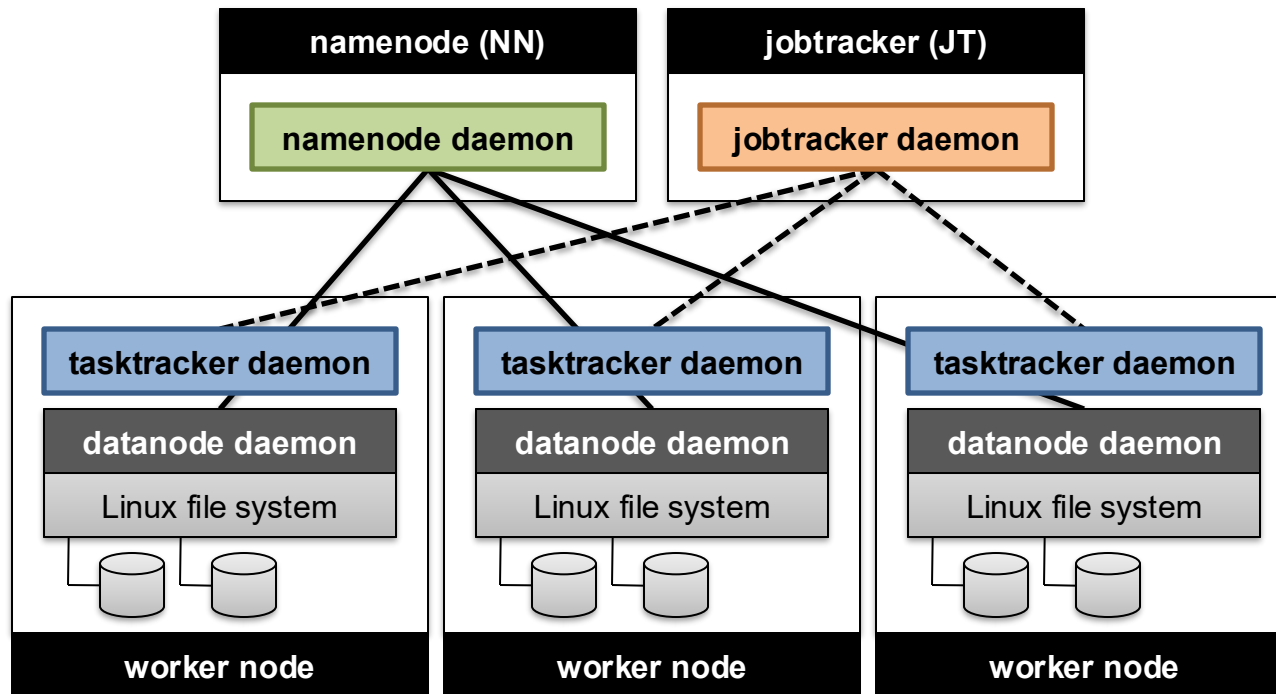 namenode (NN)
jobtracker (JT)
namenode daemon
jobtracker daemon
tasktracker daemon
tasktracker daemon
tasktracker daemon
datanode daemon
datanode daemon
datanode daemon
Linux file system
Linux file system
Linux file system
worker node
worker node
worker node